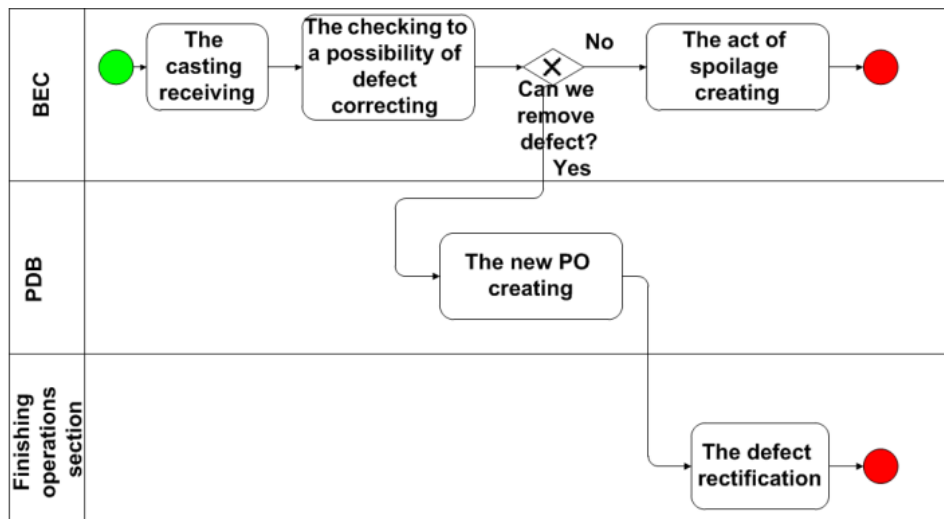 BEC
The
casting
receiving
The checking to
a possibility of
defect
correcting
No
The act of
spoilage
creating
Can we
remove
defect?
Yes
PDB
The new PO
creating
Finishing
operations
section
The defect
rectification